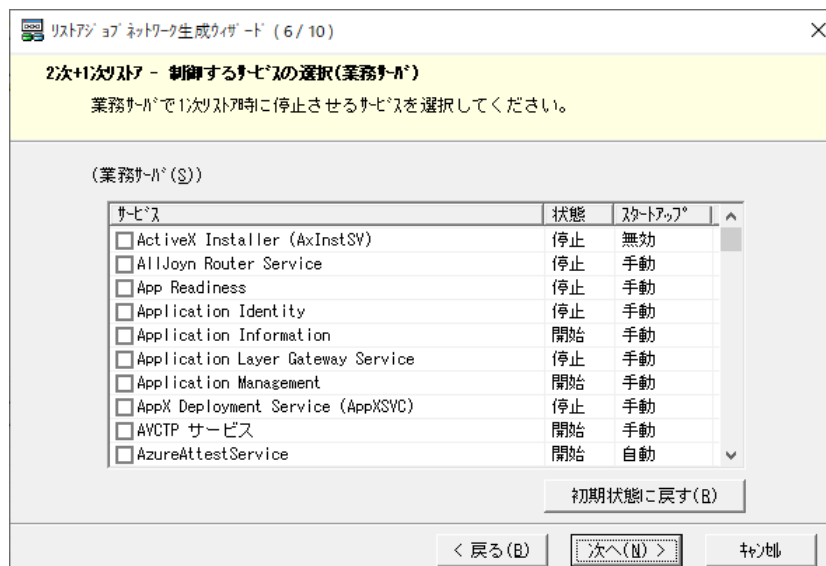 ﾘｽﾄｱｼﾞｮﾌﾞﾈｯﾄﾜｰｸ生成ｳｨｻﾞｰﾄﾞ ( 6 / 10 )
2次+1次ﾘｽﾄｱ - 制御するｻｰﾋﾞｽの選択(業務ｻｰﾊﾞ)
業務ｻｰﾊﾞで1次ﾘｽﾄｱ時に停止させるｻｰﾋﾞｽを選択してください。
(業務ｻｰﾊﾞ(S))
ｻｰﾋﾞｽ 状態 ｽﾀｰﾄｱｯﾌﾟ
ActiveX Installer (AxInstSV) 停止 無効
AllJoyn Router Service 停止 手動
App Readiness 停止 手動
Application Identity 停止 手動
Application Information 開始 手動
Application Layer Gateway Service 停止 手動
Application Management 開始 手動
AppX Deployment Service (AppXSVC) 停止 手動
AVCTP サービス 開始 手動
AzureAttestService 開始 自動
初期状態に戻す(R)
< 戻る(B) 次へ(N) > ｷｬﾝｾﾙ